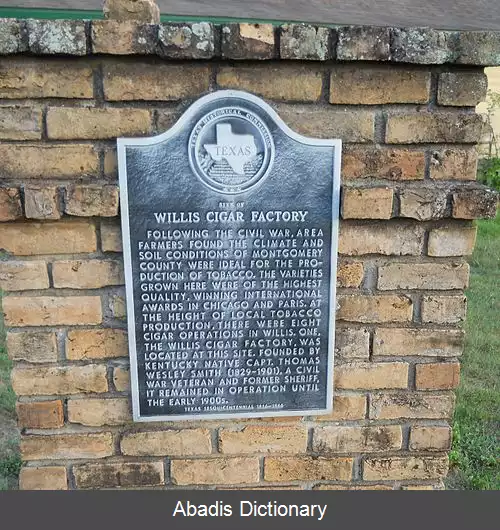 TEXAS HISTORICAL COMMISSION
TEXAS
SITE OF
WILLIS CIGAR FACTORY
FOLLOWING THE CIVIL WAR, AREA
FARMERS FOUND THE CLIMATE AND
SOIL CONDITIONS OF MONTGOMERY
COUNTY WERE IDEAL FOR THE PRO-
DUCTION OF TOBACCO. THE VARIETIES
GROWN HERE WERE OF THE HIGHEST
QUALITY, WINNING INTERNATIONAL
AWARDS IN CHICAGO AND PARIS. AT
THE HEIGHT OF LOCAL TOBACCO
PRODUCTION, THERE WERE EIGHT
CIGAR OPERATIONS IN WILLIS. ONE,
THE WILLIS CIGAR FACTORY, WAS
LOCATED AT THIS SITE. FOUNDED BY
KENTUCKY NATIVE CAPT. THOMAS
WESLEY SMITH (1829-1901), A CIVIL
WAR VETERAN AND FORMER SHERIFF,
IT REMAINED IN OPERATION UNTIL
THE EARLY 1900s.
TEXAS SESQUICENTENNIAL 1836-1986
Abadis Dictionary